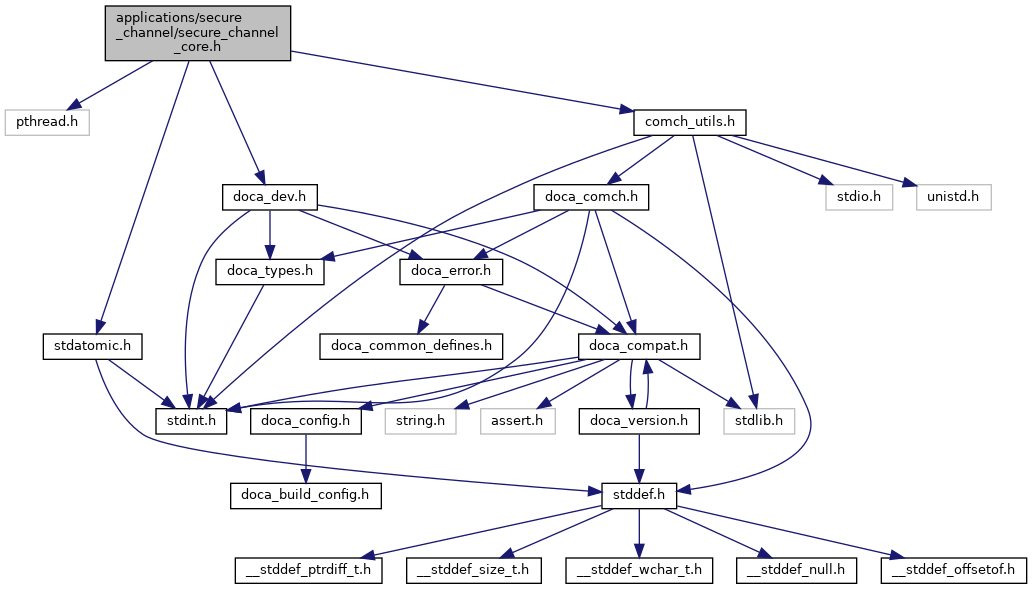 applications/secure
_channel/secure_channel
_core.h
pthread.h
comch_utils.h
doca_dev.h
doca_comch.h
stdio.h
unistd.h
doca_types.h
doca_error.h
stdatomic.h
doca_common_defines.h
doca_compat.h
stdint.h
doca_config.h
string.h
assert.h
doca_version.h
stdlib.h
doca_build_config.h
stddef.h
__stddef_ptrdiff_t.h
__stddef_size_t.h
__stddef_wchar_t.h
__stddef_null.h
__stddef_offsetof.h